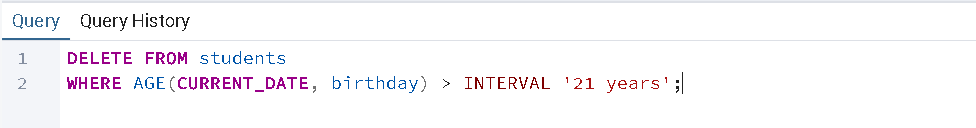 Query Query History
1 DELETE FROM students
2 WHERE AGE(CURRENT_DATE, birthday) > INTERVAL '21 years';